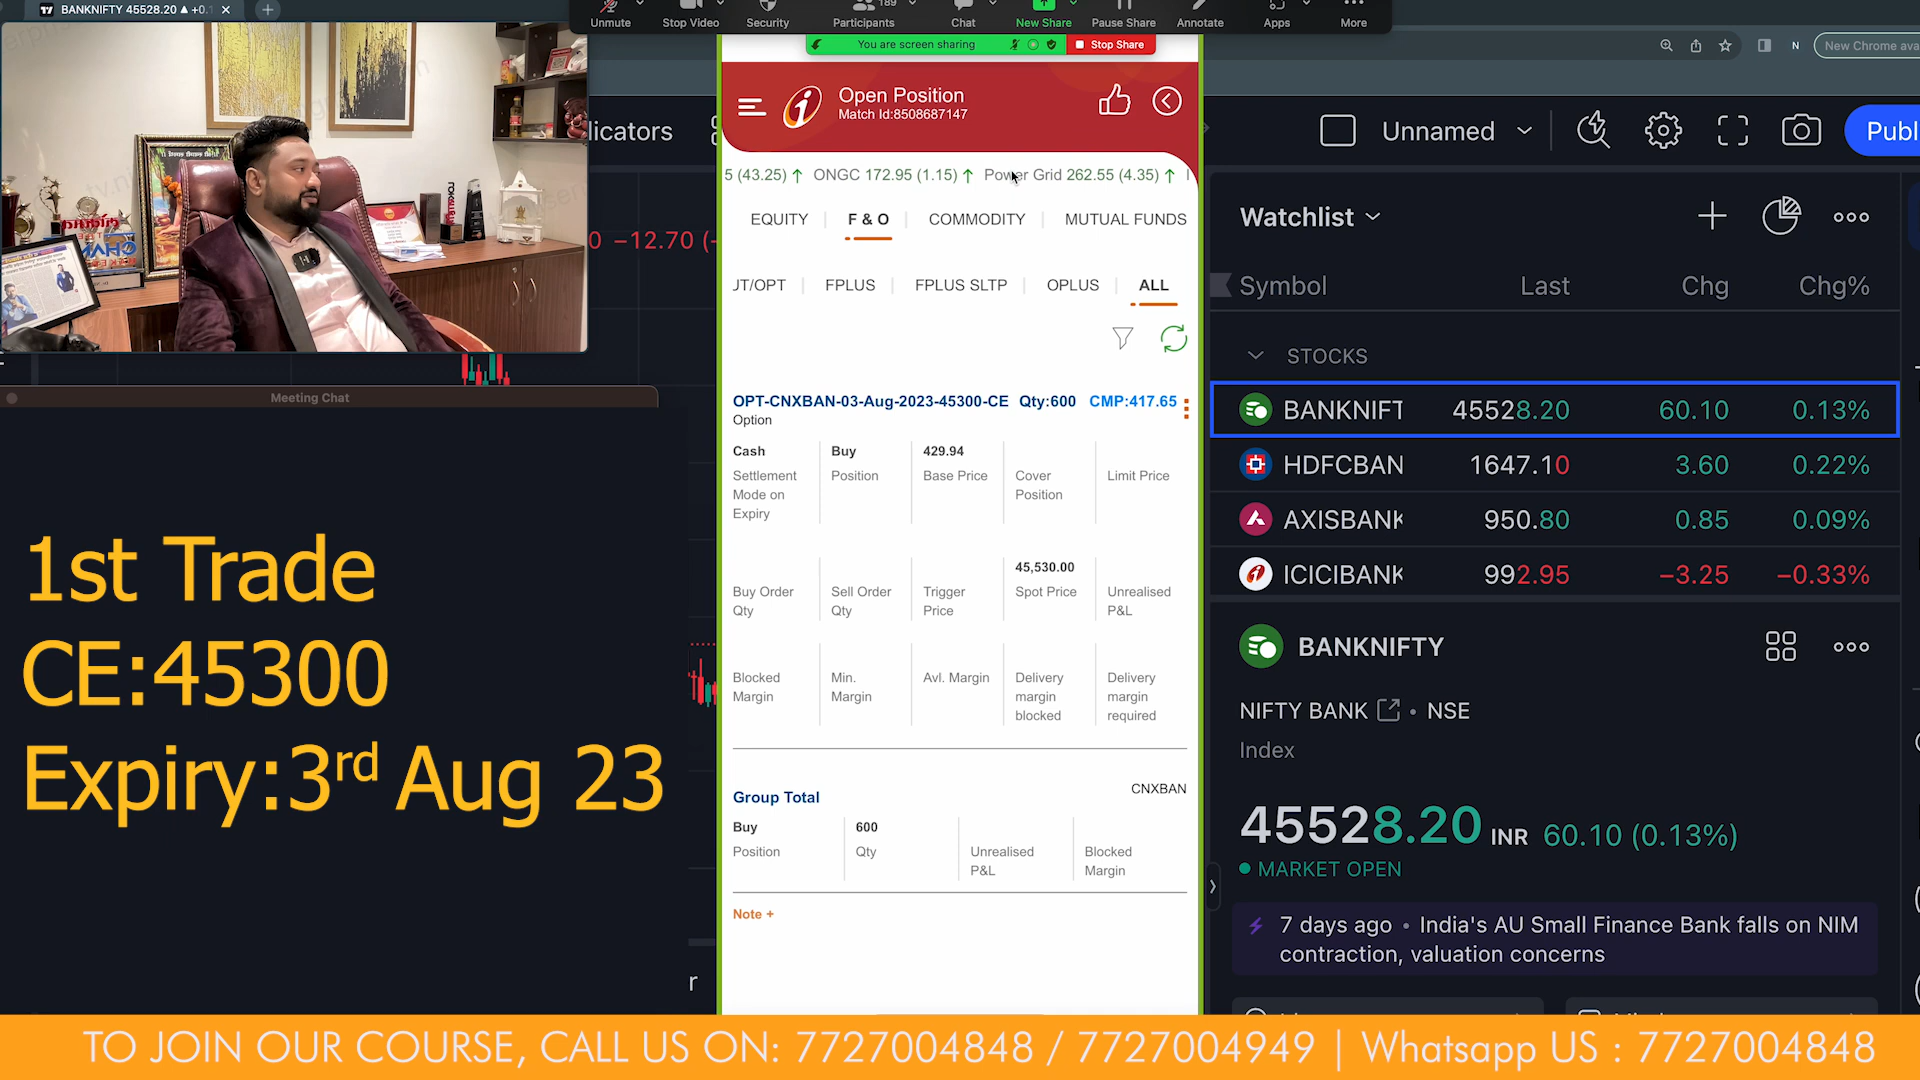 BANKNIFTY 45528.20 ▲ +0.1
Unmute
Stop Video
Security
Participants
189
Chat
New Share
Pause Share
Annotate
Apps
More
You are screen sharing
Stop Share
New Chrome ava
N
Open Position
Match Id:8508687147
5 (43.25) ↑ ONGC 172.95 (1.15) ↑ Power Grid 262.55 (4.35) ↑
EQUITY F & O COMMODITY MUTUAL FUNDS
JT/OPT FPLUS FPLUS SLTP OPLUS ALL
OPT-CNXBAN-03-Aug-2023-45300-CE Qty:600 CMP:417.65
Option
Cash Buy 429.94
Settlement Mode on Expiry
Position
Base Price
Cover Position
Limit Price
45,530.00
Buy Order Qty
Sell Order Qty
Trigger Price
Spot Price
Unrealised P&L
Blocked Margin
Min. Margin
Avl. Margin
Delivery margin blocked
Delivery margin required
CNXBAN
Group Total
Buy 600
Position
Qty
Unrealised P&L
Blocked Margin
Note +
licators
0 −12.70 (−
Meeting Chat
1st Trade
CE:45300
Expiry:3rd Aug 23
r
Unnamed
Publ
Watchlist
Symbol Last Chg Chg%
STOCKS
BANKNIFT 45528.20 60.10 0.13%
HDFCBAN 1647.10 3.60 0.22%
AXISBANK 950.80 0.85 0.09%
ICICIBANK 992.95 −3.25 −0.33%
BANKNIFTY
NIFTY BANK • NSE
Index
45528.20 INR 60.10 (0.13%)
MARKET OPEN
7 days ago • India's AU Small Finance Bank falls on NIM
contraction, valuation concerns
TO JOIN OUR COURSE, CALL US ON: 7727004848 / 7727004949 | Whatsapp US : 7727004848